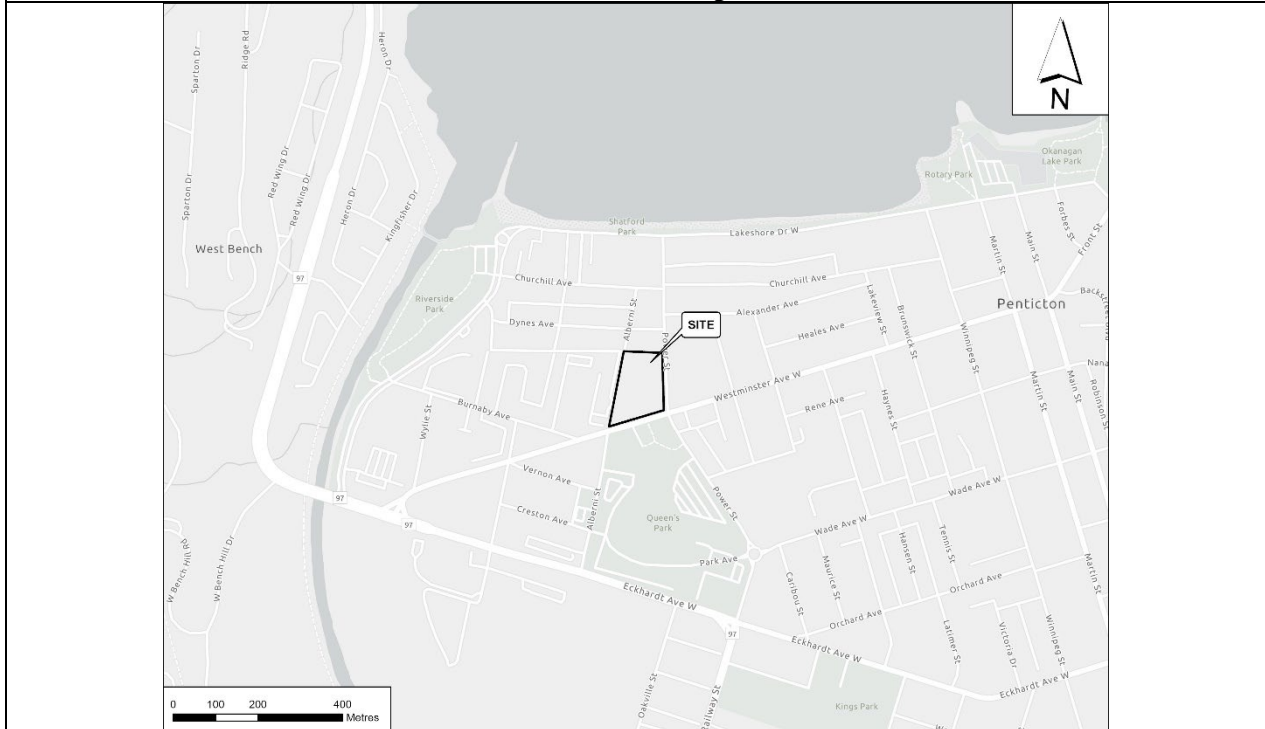 N
Sparton Dr
Ridge Rd
Heron Dr
Red Wing Dr
Red Wing Dr
Sparton Dr
Heron Dr
Kingfisher Dr
West Bench
97
Okanagan
Lake Park
Rotary Park
Shatford
Park
Lakeshore Dr W
Forbes St
Front St
Main St
Martin St
Churchill Ave
Churchill Ave
Riverside
Park
Alexander Ave
Lakeview St
Brunswick St
Winnipeg St
Penticton
Dynes Ave
Alberni St
SITE
Power St
Heales Ave
Westminster Ave W
Martin St
Main St
Robinson St
Burnaby Ave
Wylie St
Rene Ave
Haynes St
Vernon Ave
Wade Ave W
97
97
Creston Ave
Alberni St
Queen's
Park
Power St
Wade Ave W
Park Ave
Hansen St
Tennis St
Orchard Ave
Martin St
W Bench Hill Rd
W Bench Hill Dr
Eckhardt Ave W
Caribou St
Maurice St
Orchard Ave
Latimer St
Victoria Dr
Winnipeg St
97
Eckhardt Ave W
Eckhardt Ave W
Oakville St
Railway St
Kings Park
0 100 200 400
Metres